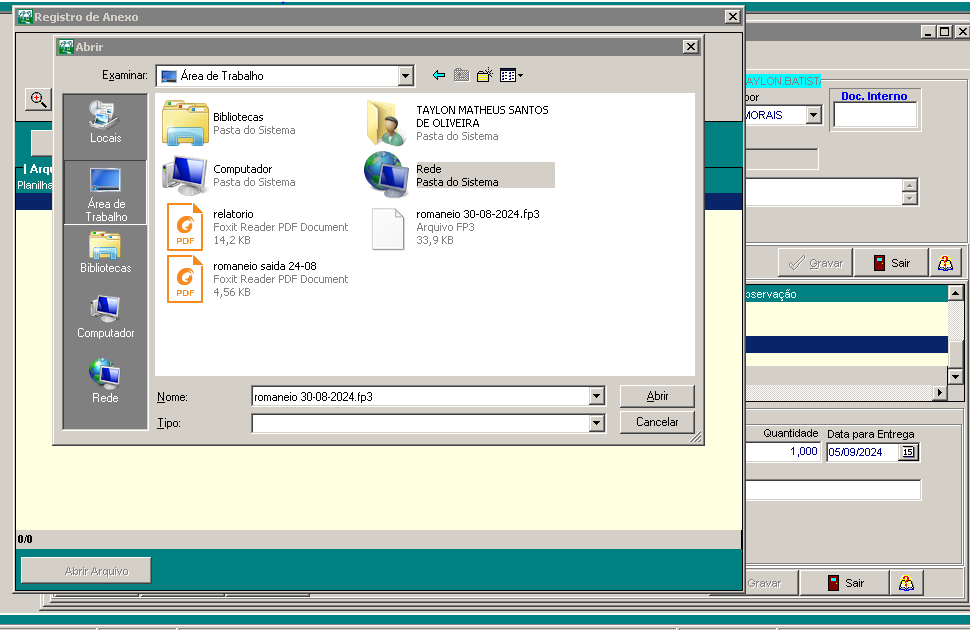 Registro de Anexo
Abrir
Examinar:
Área de Trabalho
Locais
Área de
Trabalho
Bibliotecas
Computador
Rede
Bibliotecas
Pasta do Sistema
TAYLON MATHEUS SANTOS
DE OLIVEIRA
Pasta do Sistema
Computador
Pasta do Sistema
Rede
Pasta do Sistema
PDF
relatorio
Foxit Reader PDF Document
14,2 KB
romaneio 30-08-2024.fp3
Arquivo FP3
33,9 KB
PDF
romaneio saida 24-08
Foxit Reader PDF Document
4,56 KB
Nome:
romaneio 30-08-2024.fp3
Abrir
Tipo:
Cancelar
Arqu
Planilha
0/0
Abrir Arquivo
AYLON BATIST
por
MORAIS
Doc. Interno
Gravar
Sair
bservação
Quantidade
Data para Entrega
1,000
05/09/2024
15
Gravar
Sair